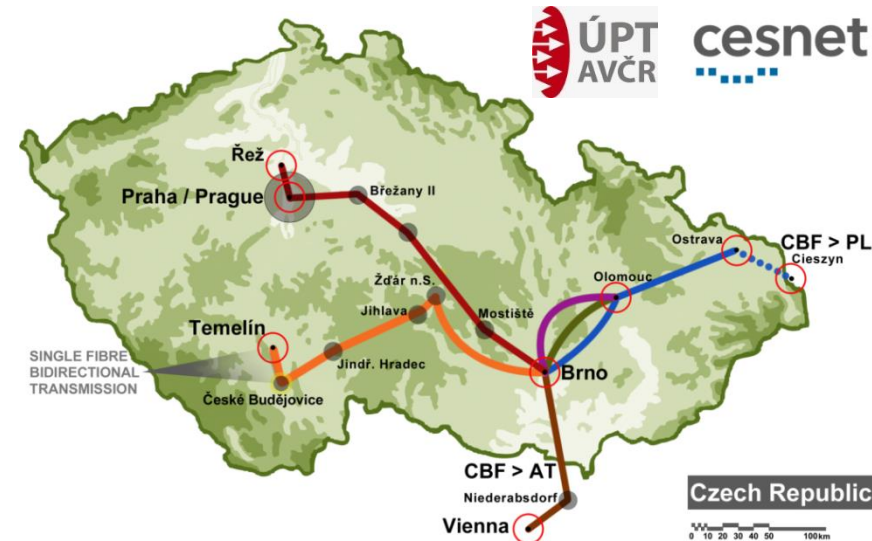 ÚPT
AVČR
cesnet
Řež
Praha / Prague
Břežany II
Ostrava
CBF > PL
Cieszyn
Olomouc
Žďár n.S.
Jihlava
Mostiště
Temelín
SINGLE FIBRE
BIDIRECTIONAL
TRANSMISSION
Jindř. Hradec
Brno
České Budějovice
CBF > AT
Niederabsdorf
Vienna
Czech Republic
0 10 20 30 40 50 100km